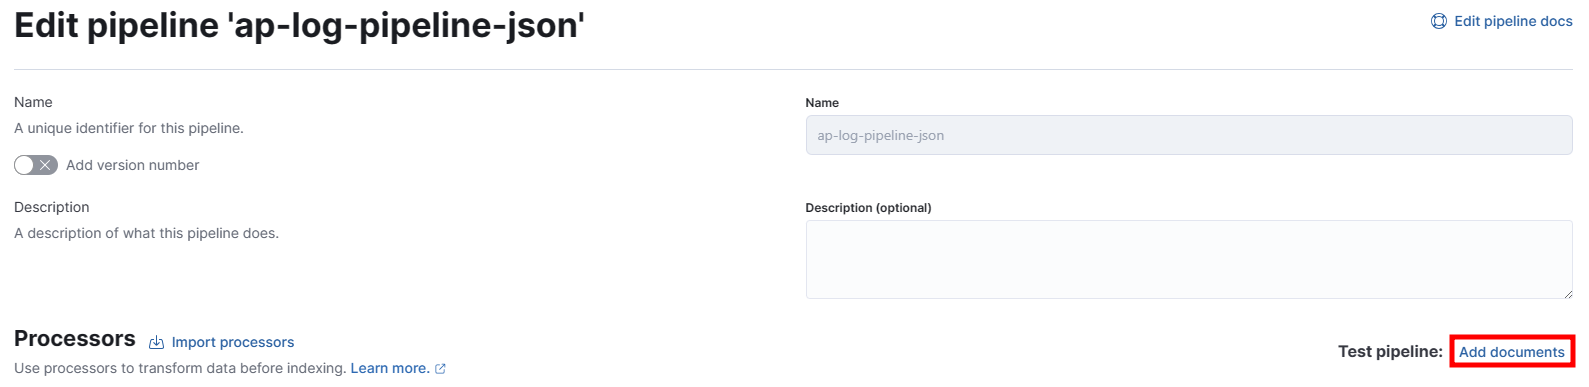 Edit pipeline 'ap-log-pipeline-json'
Edit pipeline docs
Name
A unique identifier for this pipeline.
Add version number
Name
ap-log-pipeline-json
Description
A description of what this pipeline does.
Description (optional)
Processors
Import processors
Use processors to transform data before indexing. Learn more.
Test pipeline: Add documents